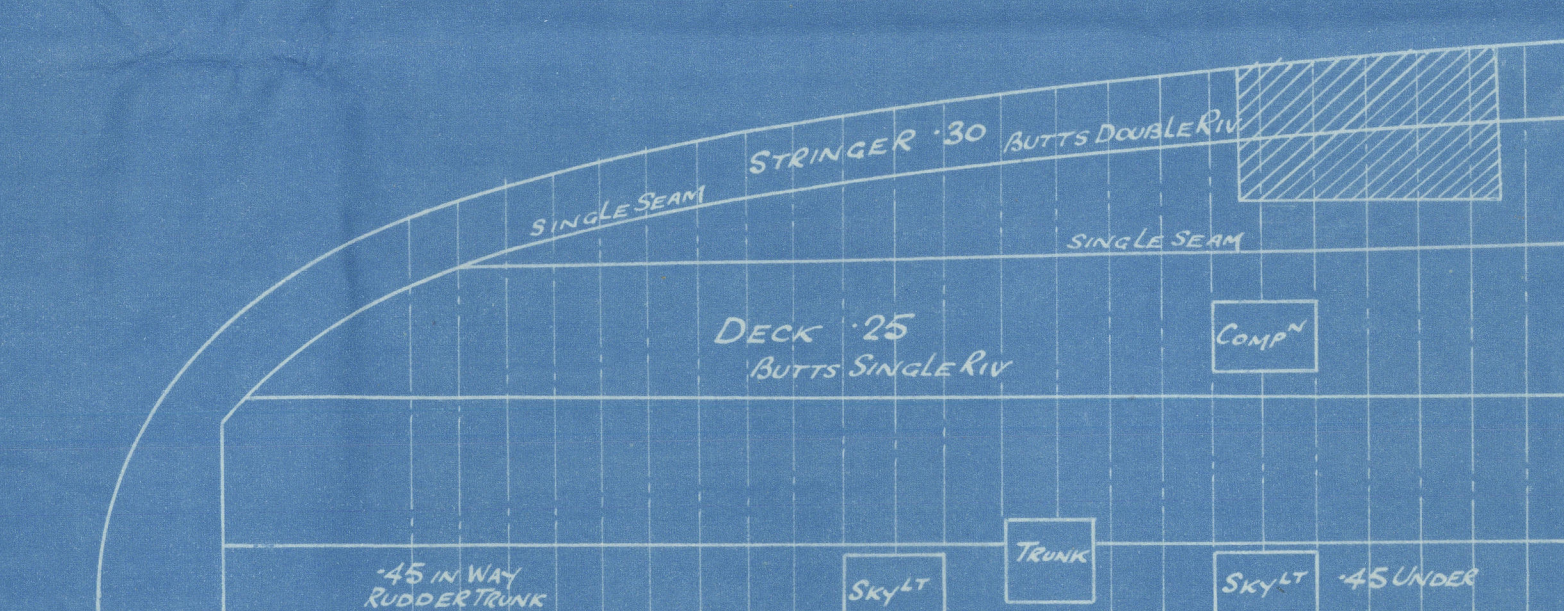 STRINGER ·30 BUTTS DOUBLE RIV
SINGLE SEAM
SINGLE SEAM
DECK ·25
BUTTS SINGLE RIV
COMPN
TRUNK
·45 IN WAY
RUDDER TRUNK
SKYLT
SKYLT
·45 UNDER